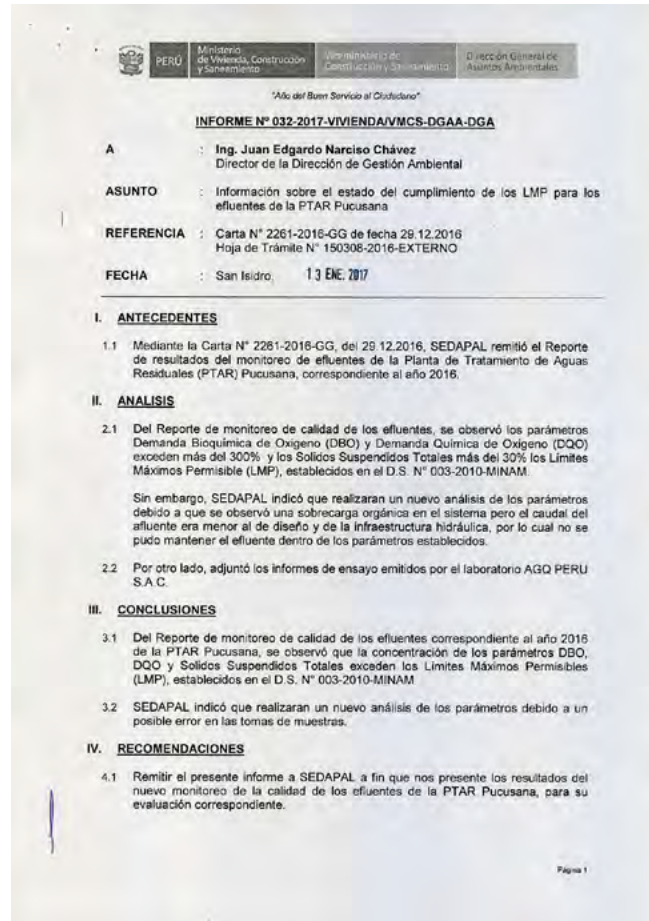 PERÚ
Ministerio
de Vivienda, Construcción
y Saneamiento
Viceministerio de
Construcción y Saneamiento
Dirección General de
Asuntos Ambientales
"Año del Buen Servicio al Ciudadano"
INFORME Nº 032-2017-VIVIENDA/VMCS-DGAA-DGA
A : Ing. Juan Edgardo Narciso Chávez
Director de la Dirección de Gestión Ambiental
ASUNTO : Información sobre el estado del cumplimiento de los LMP para los
efluentes de la PTAR Pucusana
REFERENCIA : Carta N° 2261-2016-GG de fecha 29.12.2016
Hoja de Trámite N° 150308-2016-EXTERNO
FECHA : San Isidro, 13 ENE. 2017
I. ANTECEDENTES
1.1 Mediante la Carta N° 2261-2016-GG, del 29.12.2016, SEDAPAL remitió el Reporte
de resultados del monitoreo de efluentes de la Planta de Tratamiento de Aguas
Residuales (PTAR) Pucusana, correspondiente al año 2016.
II. ANALISIS
2.1 Del Reporte de monitoreo de calidad de los efluentes, se observó los parámetros
Demanda Bioquímica de Oxigeno (DBO) y Demanda Química de Oxigeno (DQO)
exceden más del 300% y los Solidos Suspendidos Totales más del 30% los Limites
Máximos Permisible (LMP), establecidos en el D.S. N° 003-2010-MINAM.
Sin embargo, SEDAPAL indicó que realizaran un nuevo análisis de los parámetros
debido a que se observó una sobrecarga orgánica en el sistema pero el caudal del
afluente era menor al de diseño y de la infraestructura hidráulica, por lo cual no se
pudo mantener el efluente dentro de los parámetros establecidos.
2.2 Por otro lado, adjuntó los informes de ensayo emitidos por el laboratorio AGQ PERU
S.A.C.
III. CONCLUSIONES
3.1 Del Reporte de monitoreo de calidad de los efluentes correspondiente al año 2016
de la PTAR Pucusana, se observó que la concentración de los parámetros DBO,
DQO y Solidos Suspendidos Totales exceden los Limites Máximos Permisibles
(LMP), establecidos en el D.S. N° 003-2010-MINAM
3.2 SEDAPAL indicó que realizaran un nuevo análisis de los parámetros debido a un
posible error en las tomas de muestras.
IV. RECOMENDACIONES
4.1 Remitir el presente informe a SEDAPAL a fin que nos presente los resultados del
nuevo monitoreo de la calidad de los efluentes de la PTAR Pucusana, para su
evaluación correspondiente.
Página 1